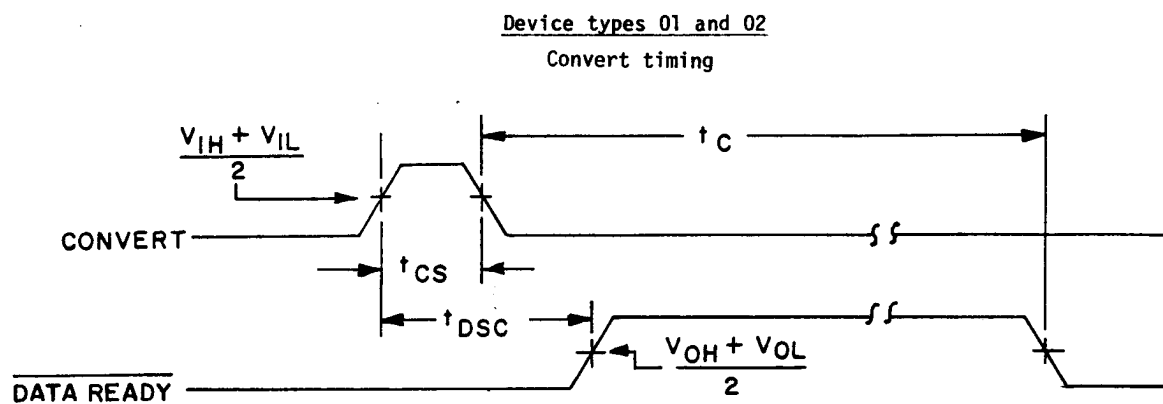 Device types 01 and 02
Convert timing
V_IH + V_IL
2
t_C
CONVERT
t_CS
t_DSC
V_OH + V_OL
2
DATA READY